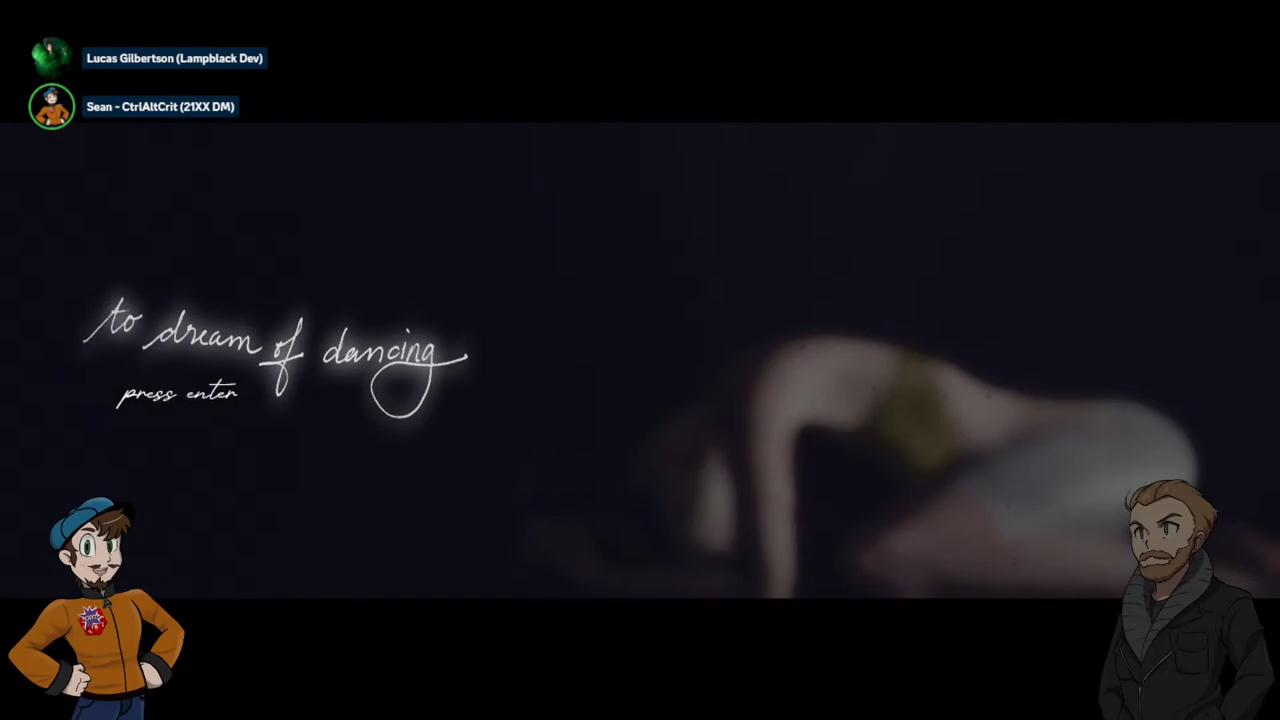 Lucas Gilbertson (Lampblack Dev)
Sean - CtrlAltCrit (21XX DM)
to dream of dancing
press enter